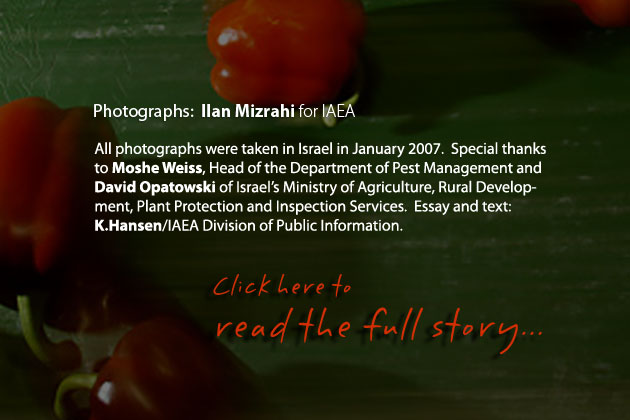 Photographs: Ilan Mizrahi for IAEA
All photographs were taken in Israel in January 2007. Special thanks
to Moshe Weiss, Head of the Department of Pest Management and
David Opatowski of Israel's Ministry of Agriculture, Rural Develop-
ment, Plant Protection and Inspection Services. Essay and text:
K.Hansen/IAEA Division of Public Information.
Click here to
read the full story...